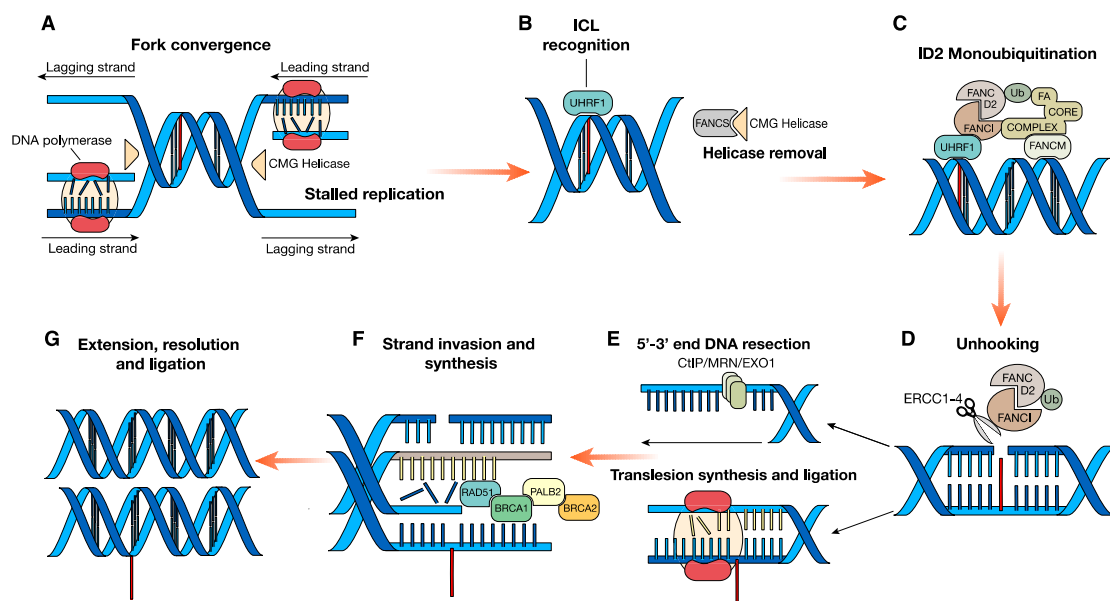 A
Fork convergence
Lagging strand
Leading strand
DNA polymerase
CMG Helicase
Stalled replication
Leading strand
Lagging strand
B
ICL
recognition
UHRF1
FANCS
CMG Helicase
Helicase removal
C
ID2 Monoubiquitination
FANC
D2
Ub
FA
CORE
COMPLEX
FANCI
UHRF1
FANCM
D
Unhooking
FANC
D2
Ub
FANCI
ERCC1-4
E
5’-3’ end DNA resection
CtIP/MRN/EXO1
Translesion synthesis and ligation
F
Strand invasion and
synthesis
RAD51
PALB2
BRCA1
BRCA2
G
Extension, resolution
and ligation